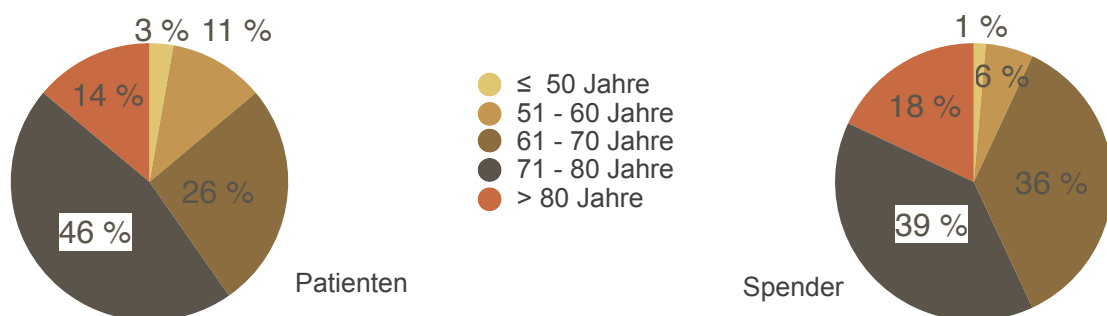 3 % 11 %
14 %
26 %
46 %
Patienten
≤ 50 Jahre
51 - 60 Jahre
61 - 70 Jahre
71 - 80 Jahre
> 80 Jahre
1 %
6 %
18 %
36 %
39 %
Spender